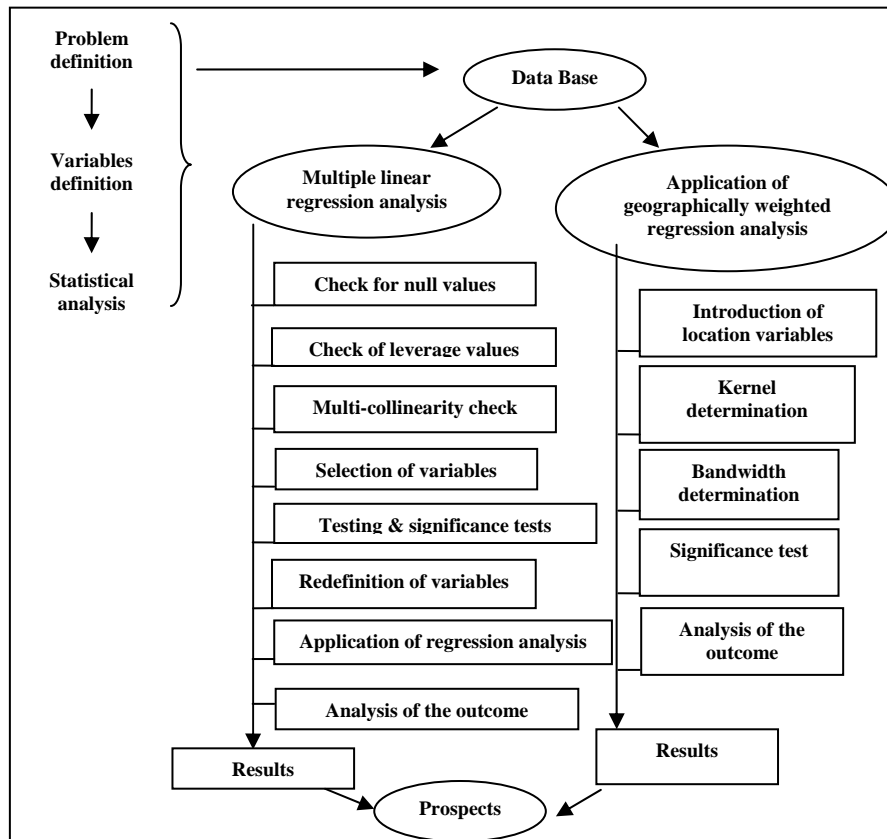 Problem
definition
Variables
definition
Statistical
analysis
Data Base
Multiple linear
regression analysis
Application of
geographically weighted
regression analysis
Check for null values
Check of leverage values
Multi-collinearity check
Selection of variables
Testing & significance tests
Redefinition of variables
Application of regression analysis
Analysis of the outcome
Results
Introduction of
location variables
Kernel
determination
Bandwidth
determination
Significance test
Analysis of the
outcome
Results
Prospects